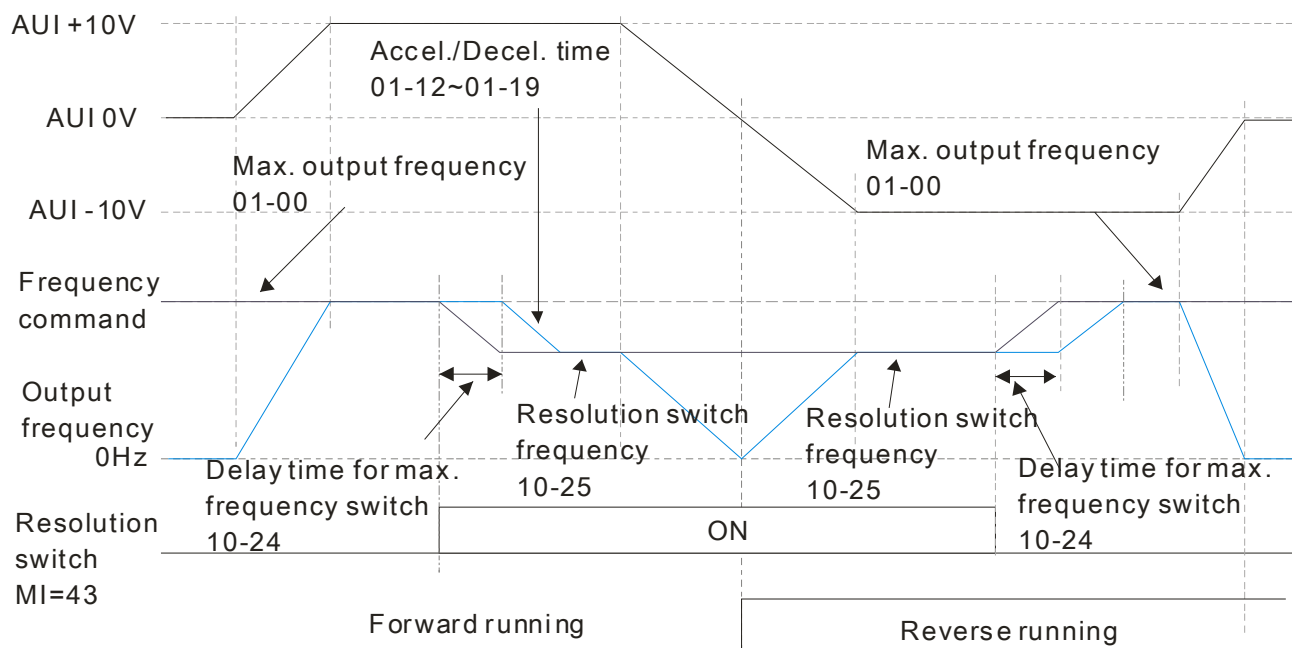 AUI +10V
Accel./Decel. time
01-12~01-19
AUI 0V
Max. output frequency
01-00
Max. output frequency
01-00
AUI -10V
Frequency
command
Output
frequency
0Hz
Resolution switch
frequency
10-25
Resolution switch
frequency
10-25
Delay time for max.
frequency switch
10-24
Delay time for max.
frequency switch
10-24
Resolution
switch
MI=43
ON
Forward running
Reverse running